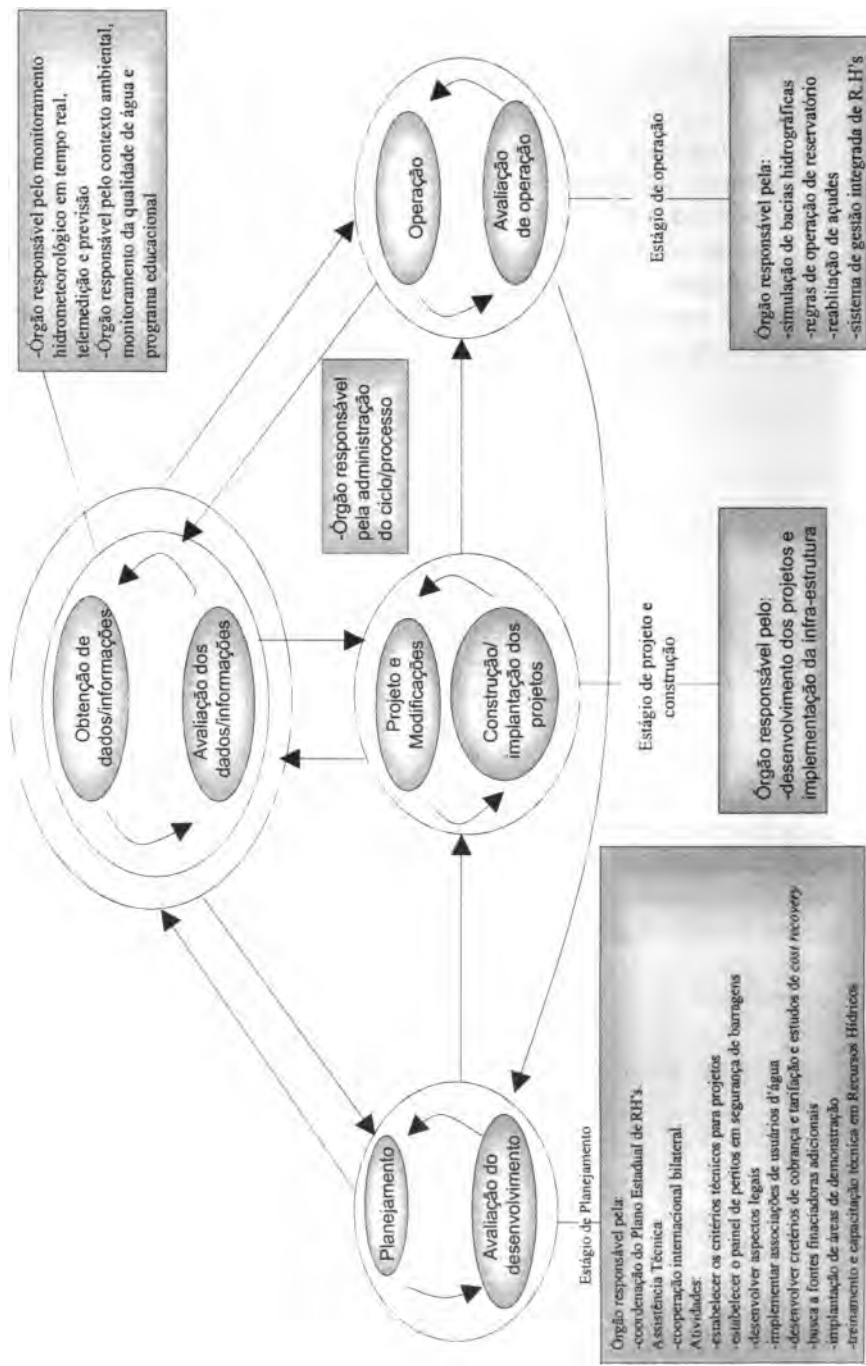 -Órgão responsável pelo monitoramento
hidrometeorológico em tempo real,
telemedição e previsão
-Órgão responsável pelo contexto ambiental,
monitoramento da qualidade de água e
programa educacional
Obtenção de
dados/informações
Avaliação dos
dados/informações
-Órgão responsável
pela administração
do ciclo/processo
Planejamento
Avaliação do
desenvolvimento
Projeto e
Modificações
Construção/
implantação dos
projetos
Operação
Avaliação
de operação
Estágio de Planejamento
Estágio de projeto e
construção
Estágio de operação
Órgão responsável pela:
-coordenação do Plano Estadual de RH's.
Assistência Técnica
-cooperação internacional bilateral.
Atividades:
-estabelecer os critérios técnicos para projetos
-estabelecer o painel de peritos em segurança de barragens
-desenvolver aspectos legais
-implementar associações de usuários d'água
-desenvolver cretérios de cobrança e tarifação e estudos de cost recovery
-busca a fontes finaciadoras adicionais
-implantação de áreas de demonstração
-treinamento e capacitação técnica em Recursos Hídricos
Órgão responsável pelo:
-desenvolvimento dos projetos e
implementação da infra-estrutura
Órgão responsável pela:
-simulação de bacias hidrográficas
-regras de operação de reservatório
-reablitação de açudes
-sistema de gestão integrada de R.H's